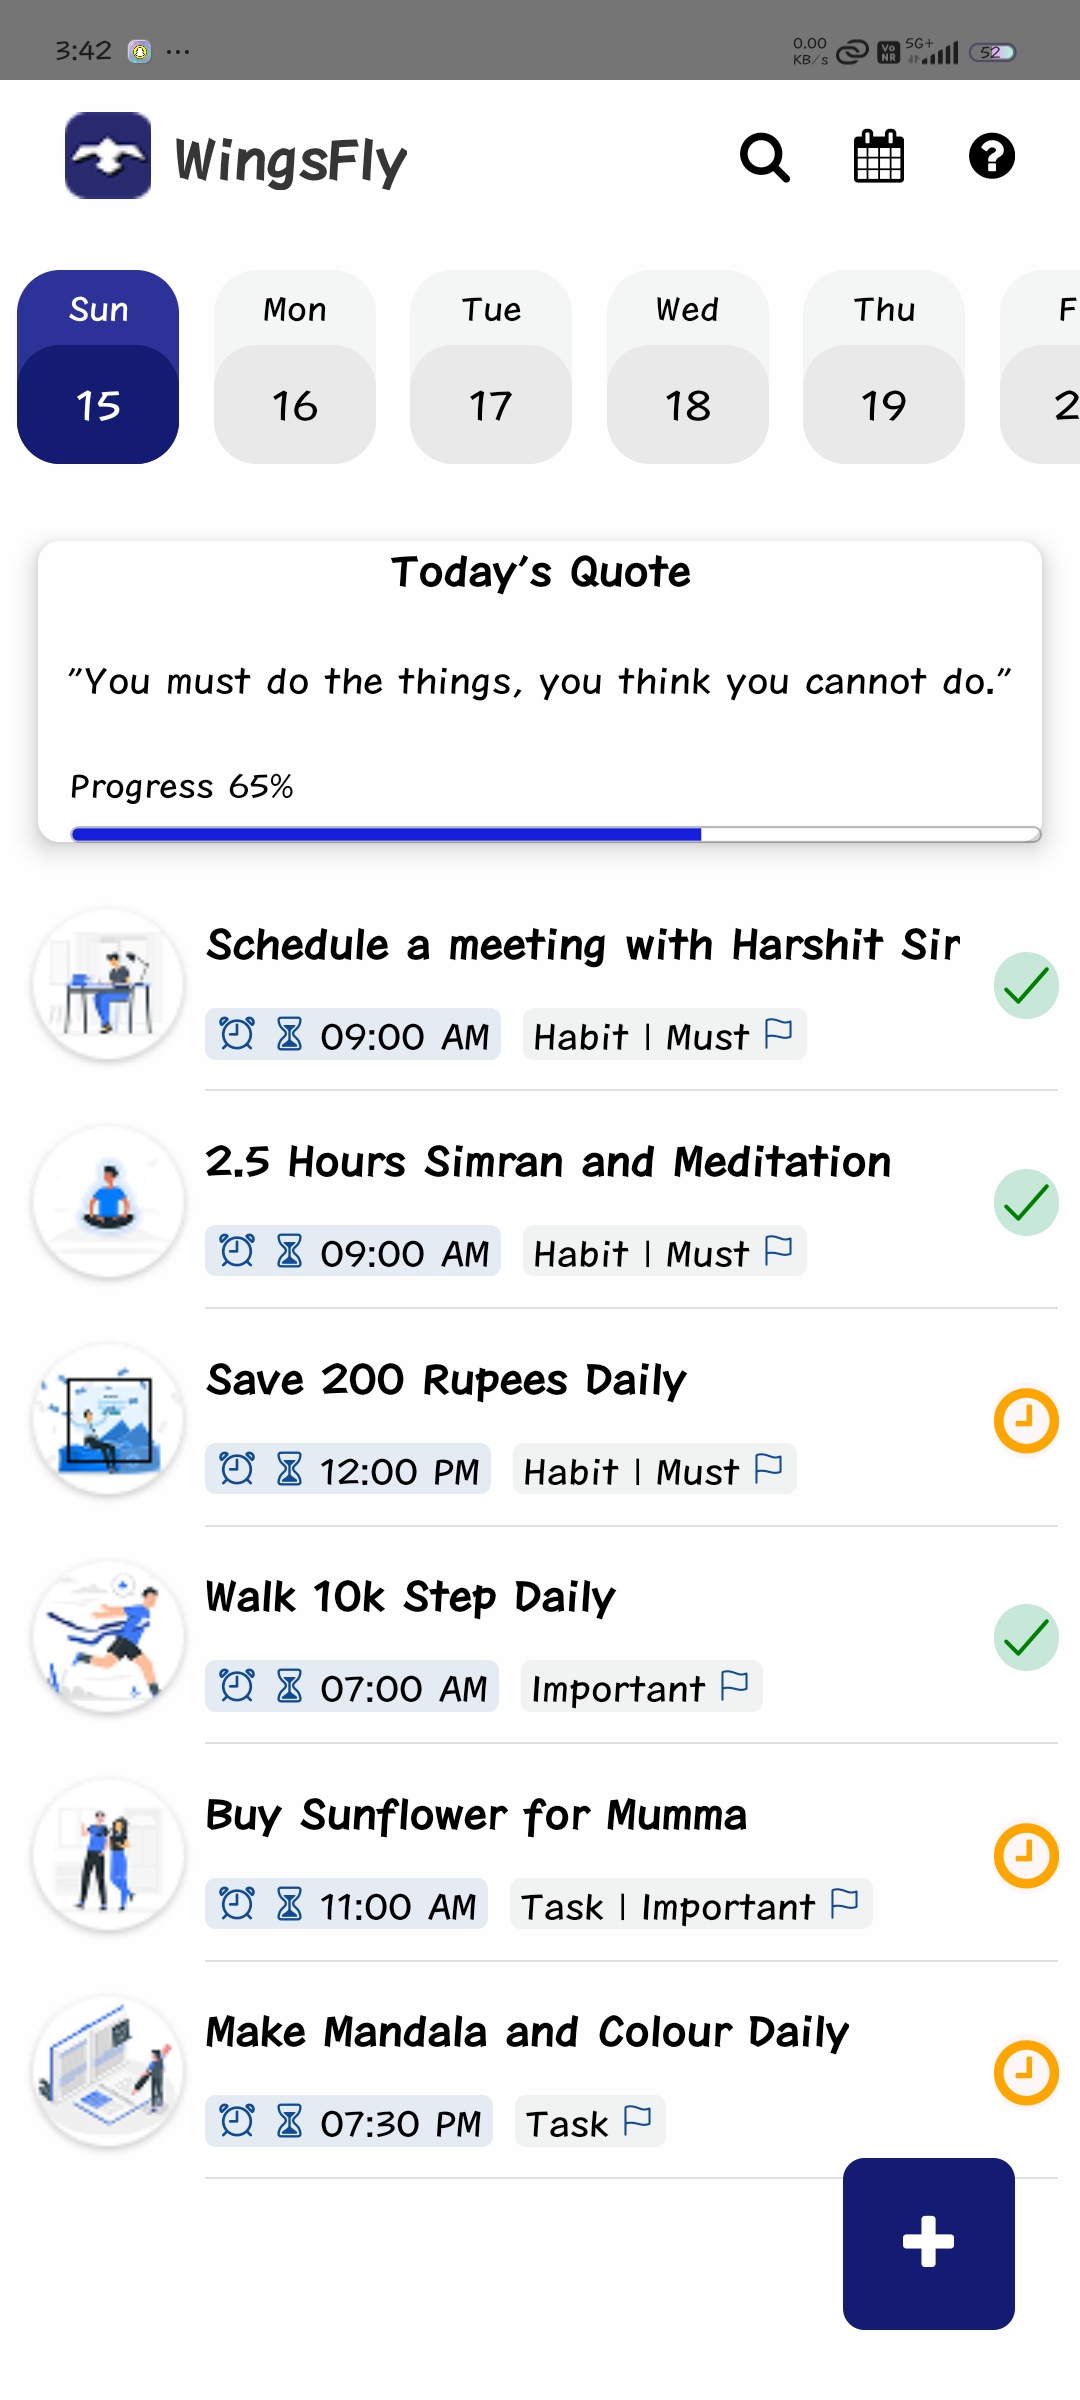 3:42 ... 0.00 KB/s Vo NR 5G+ 52
WingsFly
Sun Mon Tue Wed Thu F
15 16 17 18 19 2
Today's Quote
"You must do the things, you think you cannot do."
Progress 65%
Schedule a meeting with Harshit Sir
09:00 AM Habit | Must
2.5 Hours Simran and Meditation
09:00 AM Habit | Must
Save 200 Rupees Daily
12:00 PM Habit | Must
Walk 10k Step Daily
07:00 AM Important
Buy Sunflower for Mumma
11:00 AM Task | Important
Make Mandala and Colour Daily
07:30 PM Task